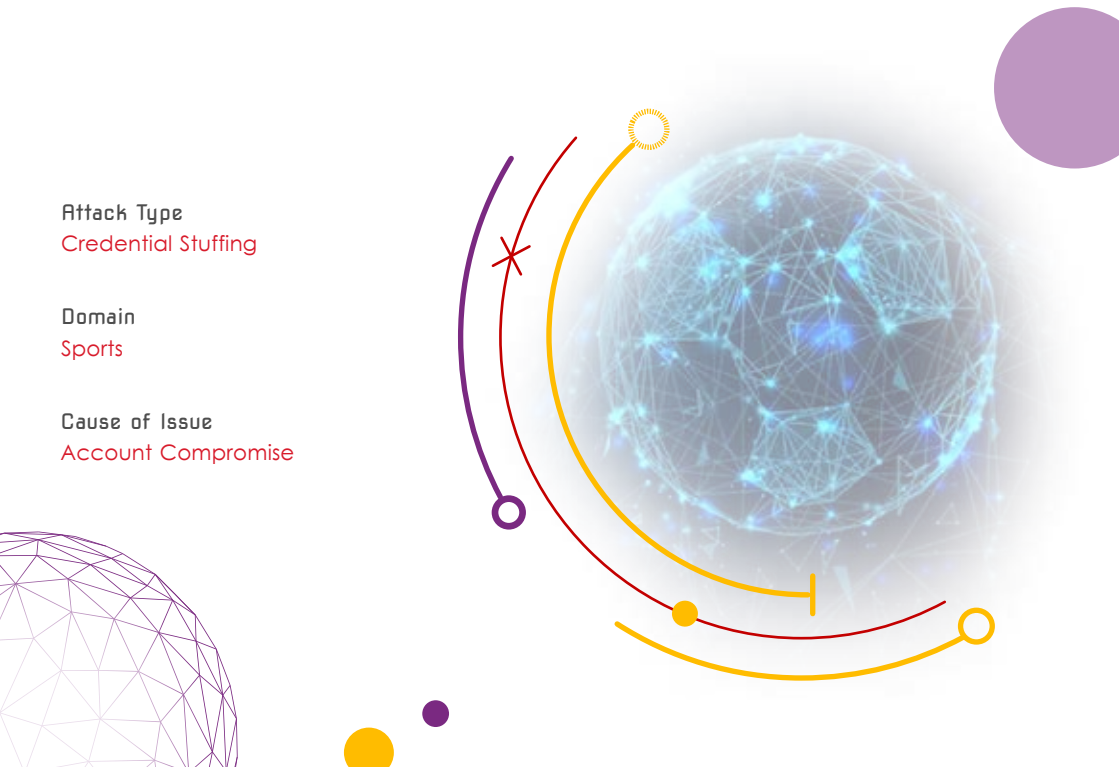 Attack Type
Credential Stuffing
Domain
Sports
Cause of Issue
Account Compromise